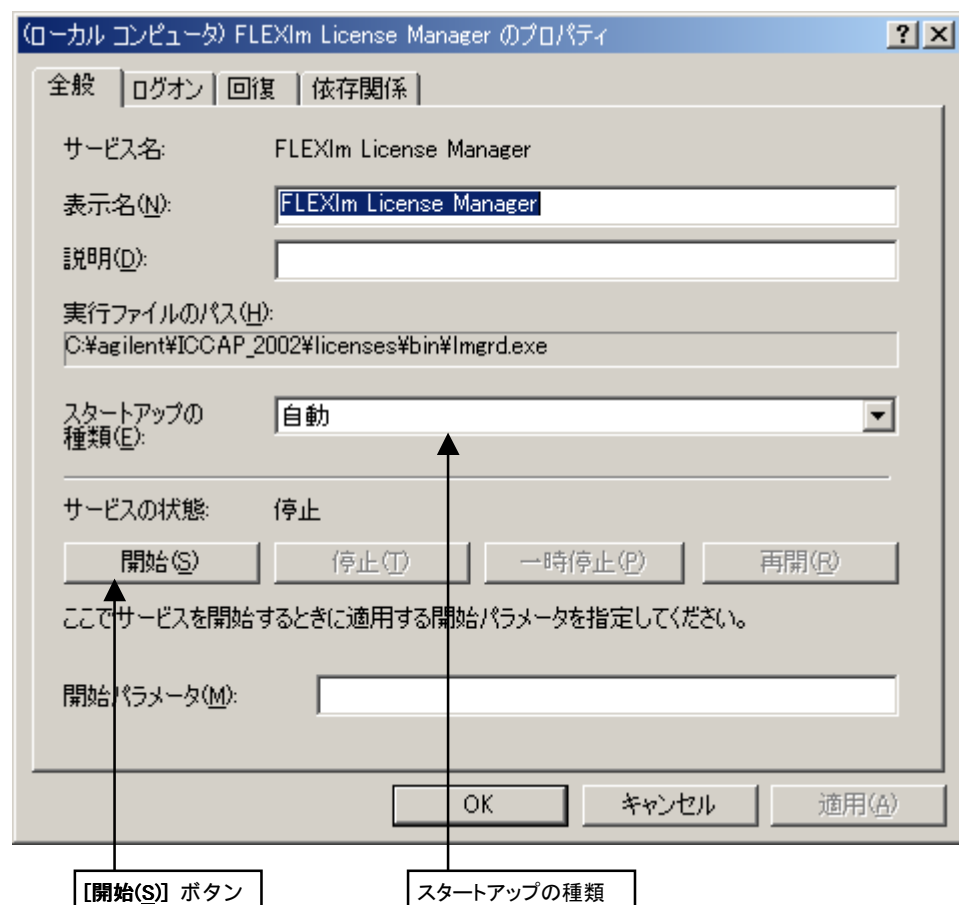 (ローカル コンピュータ) FLEXlm License Manager のプロパティ
全般 ログオン 回復 依存関係
サービス名: FLEXlm License Manager
表示名(N): FLEXlm License Manager
説明(D):
実行ファイルのパス(H):
C:¥agilent¥ICCAP_2002¥licenses¥bin¥lmgrd.exe
スタートアップの
種類(E): 自動
サービスの状態: 停止
開始(S) 停止(T) 一時停止(P) 再開(R)
ここでサービスを開始するときに適用する開始パラメータを指定してください。
開始パラメータ(M):
OK キャンセル 適用(A)
[開始(S)] ボタン スタートアップの種類